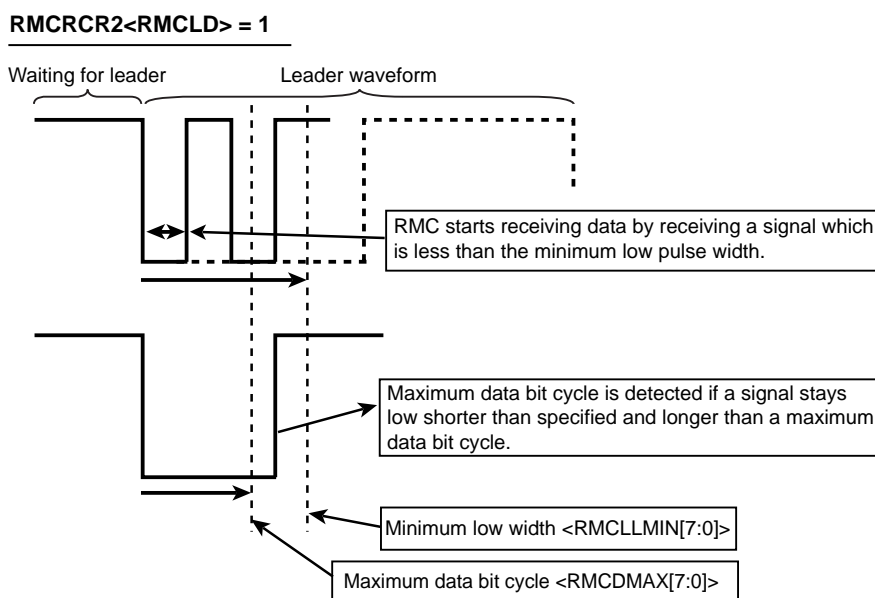 RMCRCR2<RMCLD> = 1
Waiting for leader
Leader waveform
RMC starts receiving data by receiving a signal which
is less than the minimum low pulse width.
Maximum data bit cycle is detected if a signal stays
low shorter than specified and longer than a maximum
data bit cycle.
Minimum low width <RMCLLMIN[7:0]>
Maximum data bit cycle <RMCDMAX[7:0]>